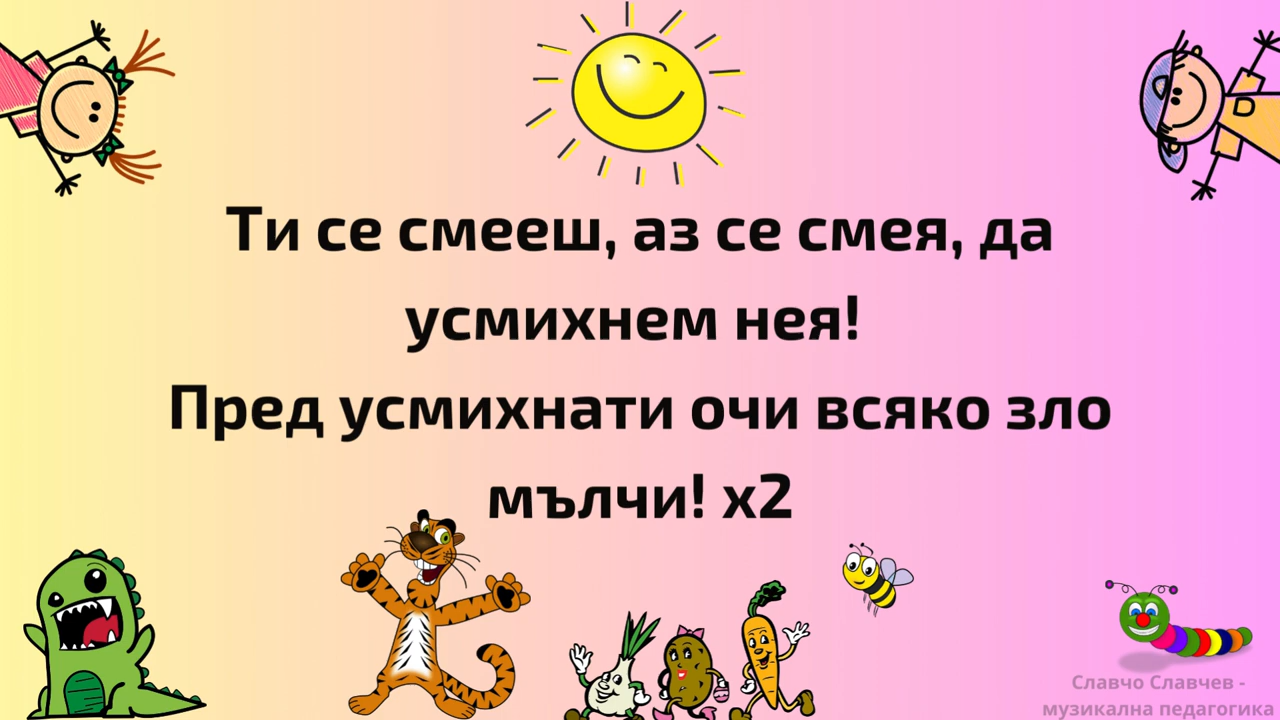 Ти се смееш, аз се смея, да
усмихнем нея!
Пред усмихнати очи всяко зло
мълчи! х2
Славчо Славчев -
музикална педагогика